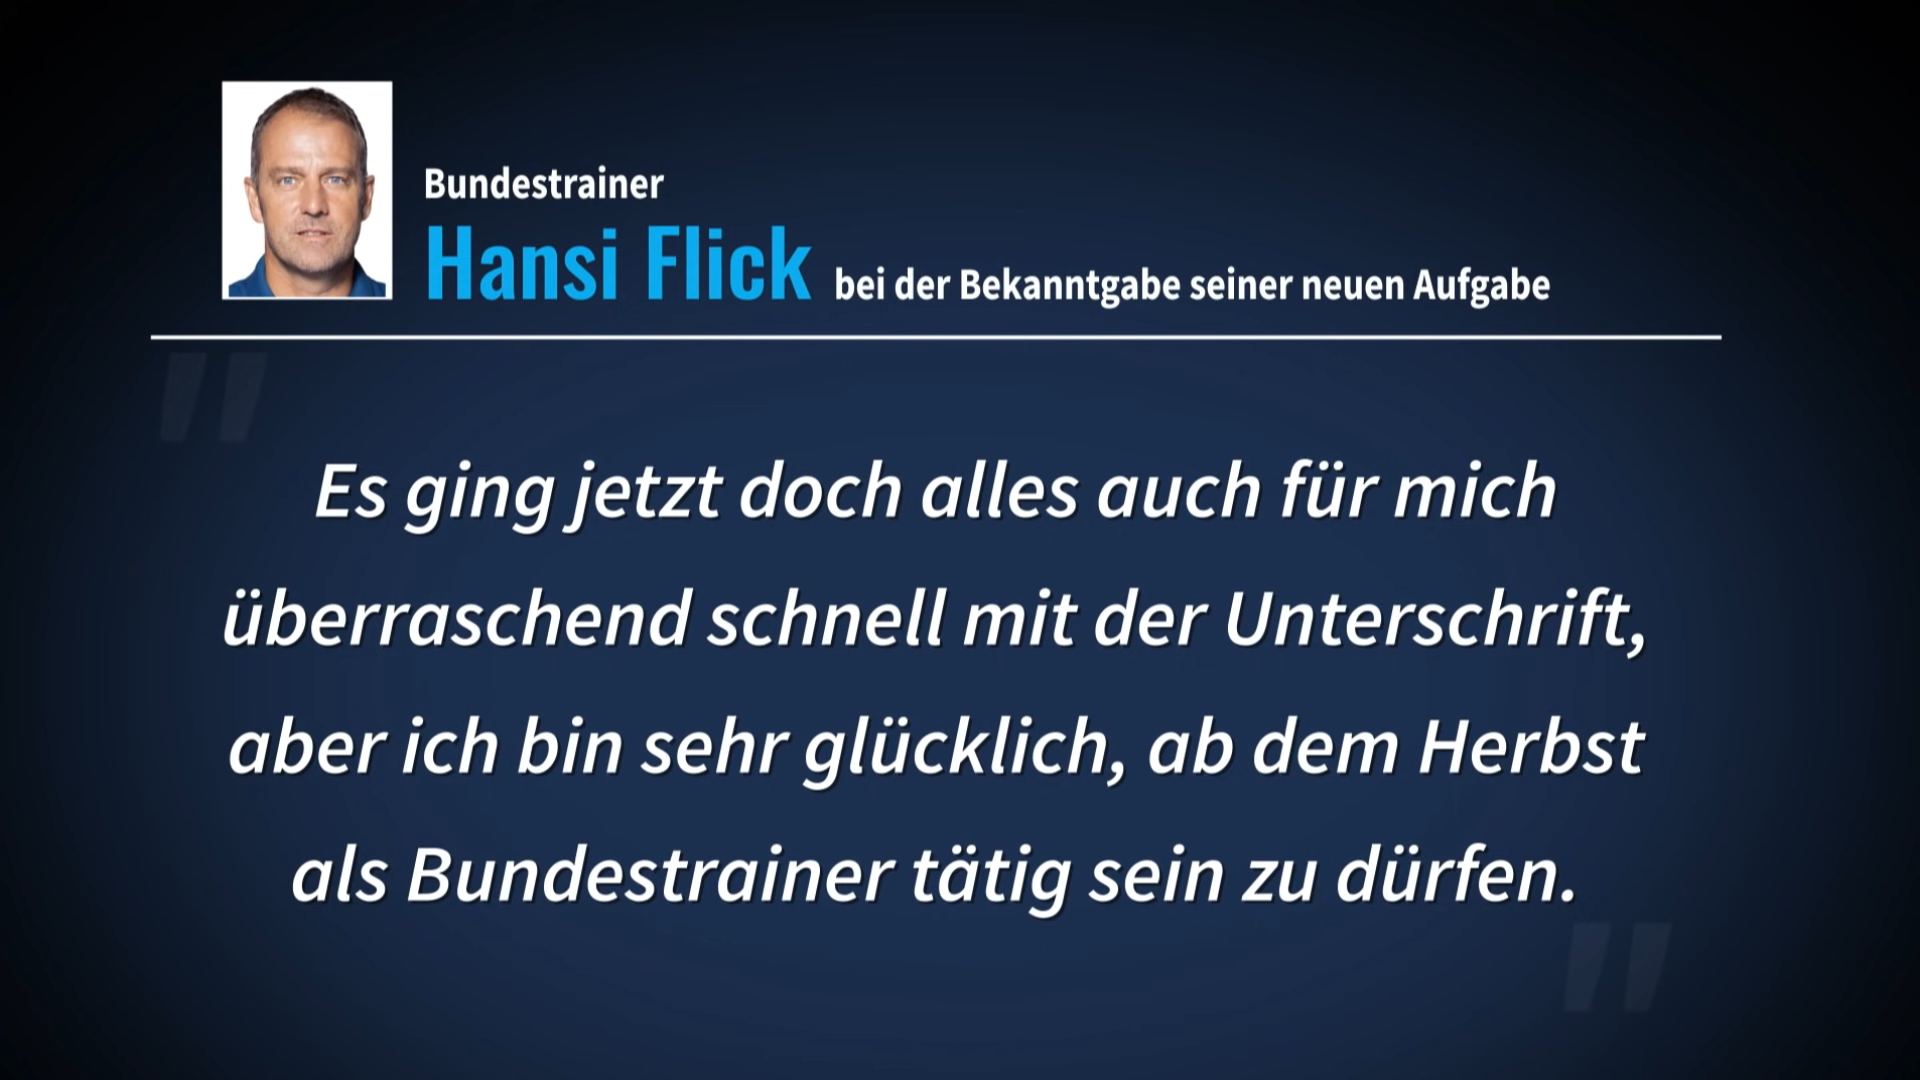 Bundestrainer
Hansi Flick bei der Bekanntgabe seiner neuen Aufgabe
"
Es ging jetzt doch alles auch für mich
überraschend schnell mit der Unterschrift,
aber ich bin sehr glücklich, ab dem Herbst
als Bundestrainer tätig sein zu dürfen.
"